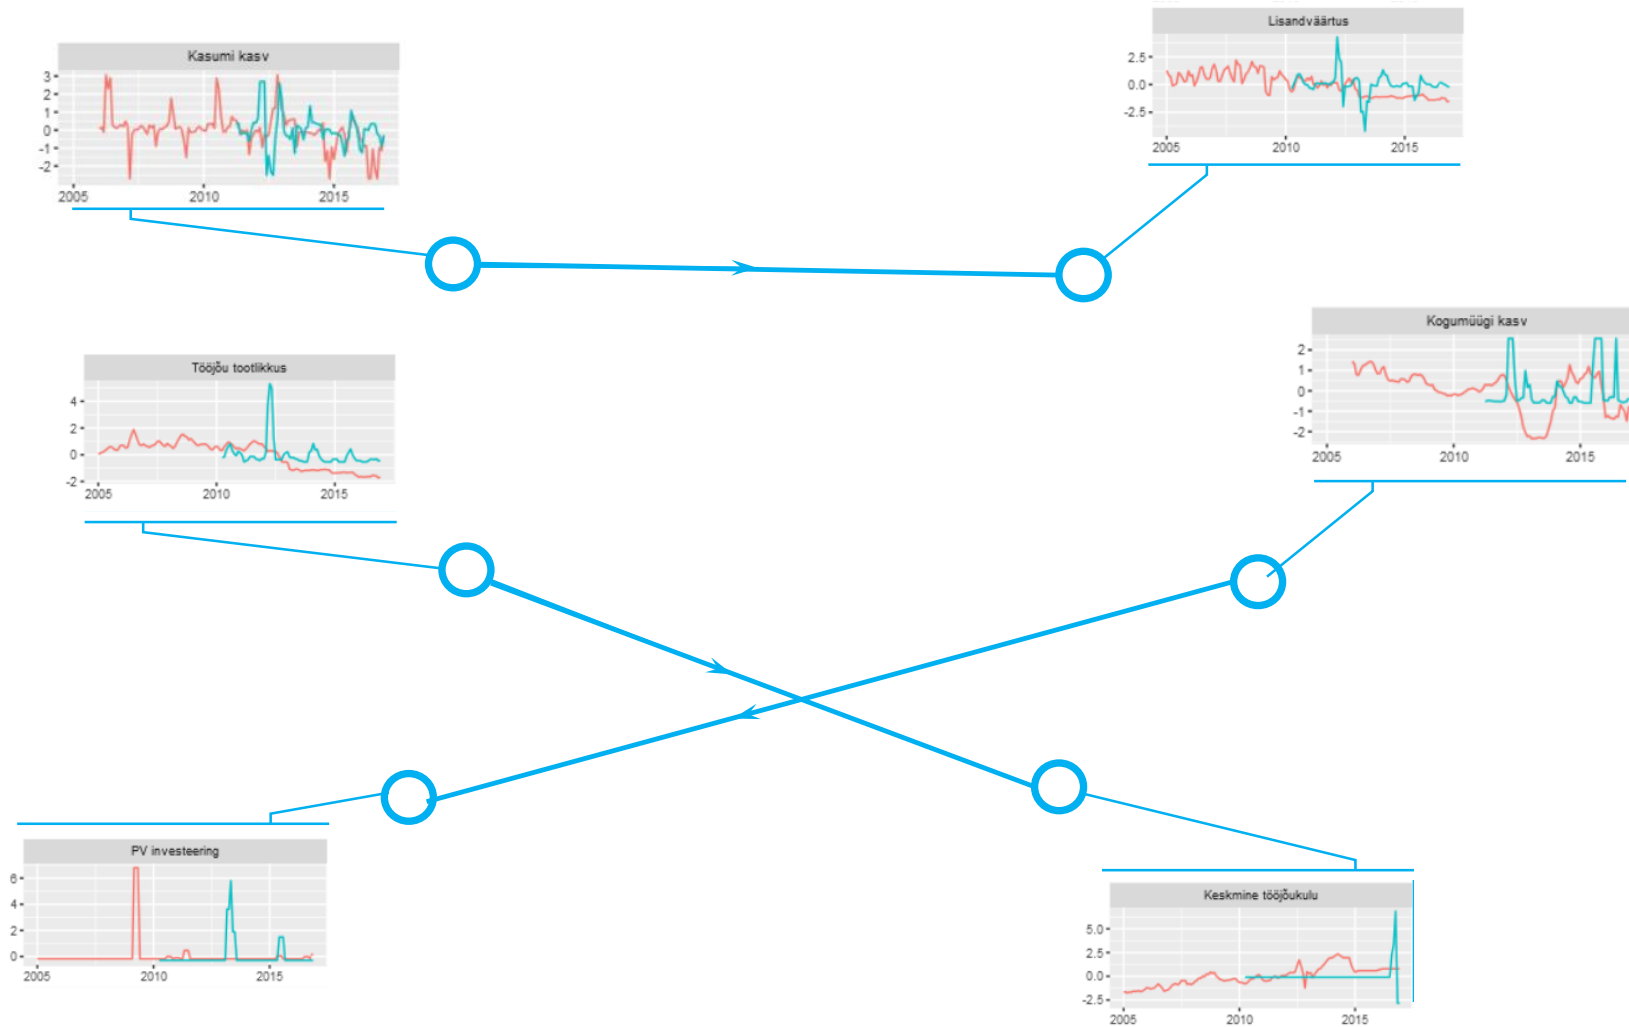 Kasumi kasv
3
2
1
0
-1
-2
2005 2010 2015
Lisandväärtus
2.5
0.0
-2.5
2005 2010 2015
Tööjõu tootlikkus
4
2
0
-2
2005 2010 2015
Kogumüügi kasv
2
1
0
-1
-2
2005 2010 2015
PV investeering
6
4
2
0
2005 2010 2015
Keskmine tööjõukulu
5.0
2.5
0.0
-2.5
2005 2010 2015